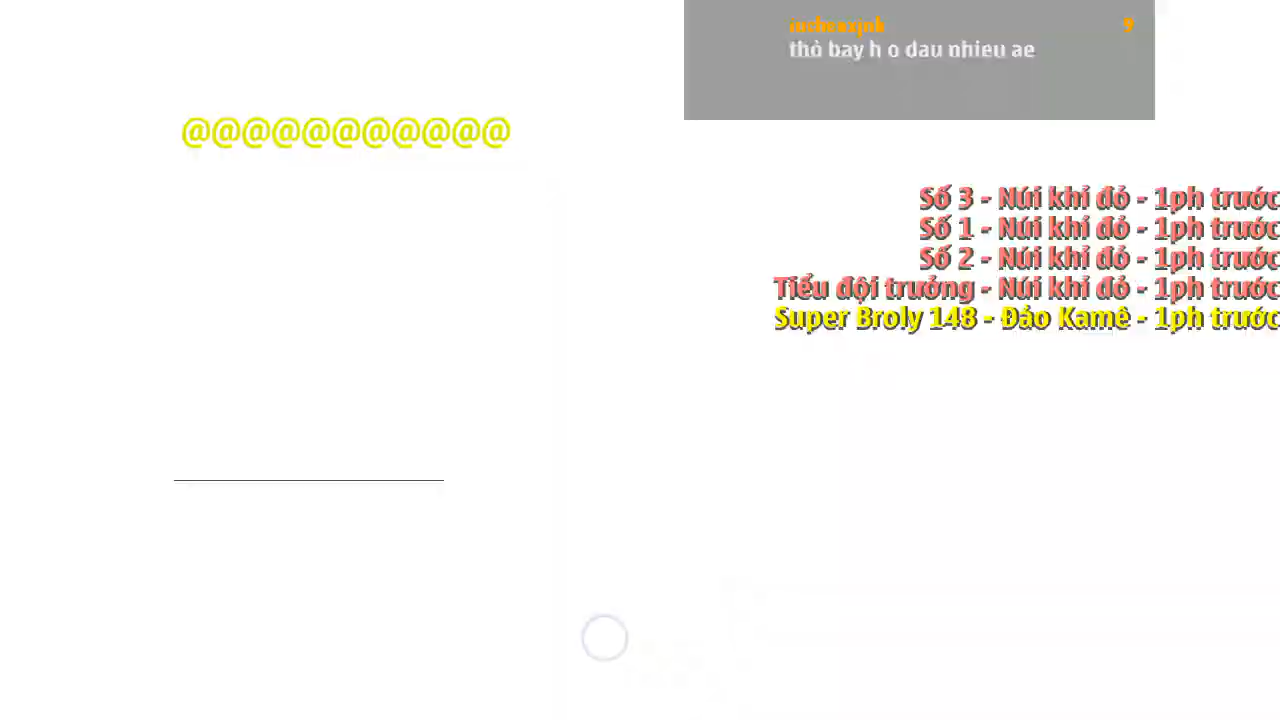 9
thỏ bay h o dau nhieu ae
@@@@@@@@@@@
Số 3 - Núi khỉ đỏ - 1ph trước
Số 1 - Núi khỉ đỏ - 1ph trước
Số 2 - Núi khỉ đỏ - 1ph trước
Tiểu đội trưởng - Núi khỉ đỏ - 1ph trước
Super Broly 148 - Đảo Kamê - 1ph trước